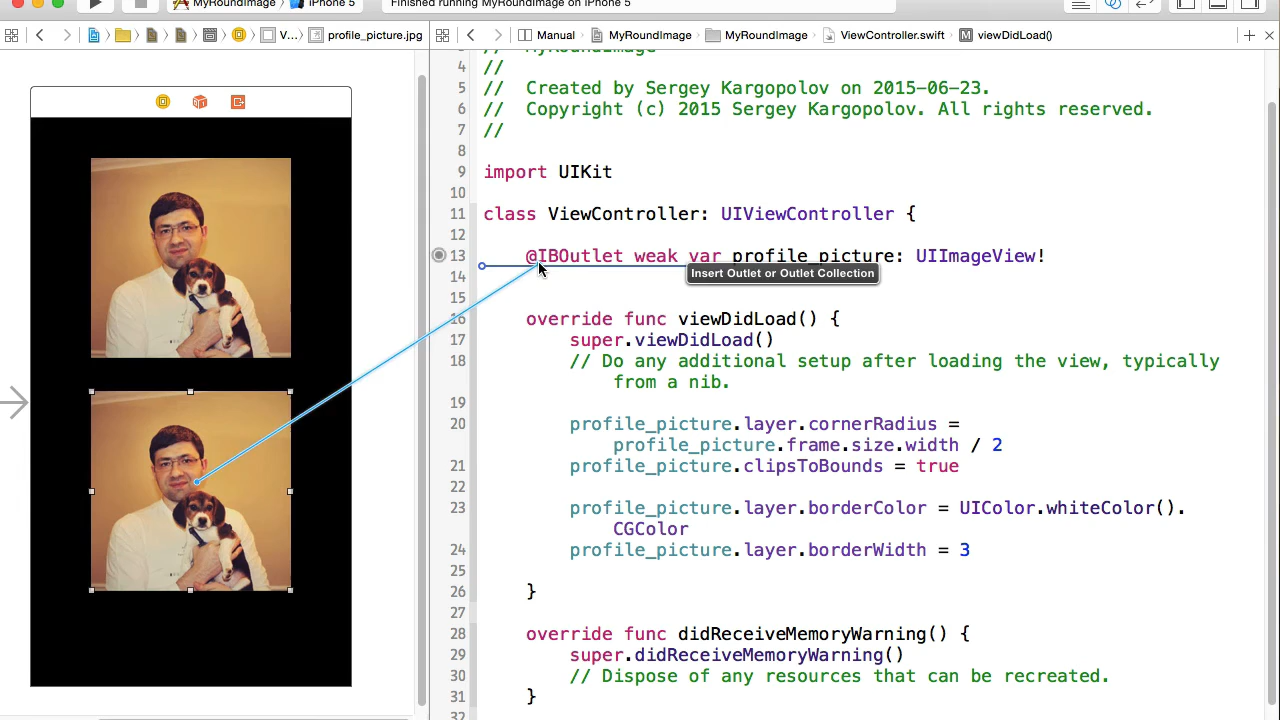 MyRoundImage iPhone 5 Finished running MyRoundImage on iPhone 5
V... profile_picture.jpg Manual MyRoundImage MyRoundImage ViewController.swift M viewDidLoad()
// MyRoundImage
4 //
5 // Created by Sergey Kargopolov on 2015-06-23.
6 // Copyright (c) 2015 Sergey Kargopolov. All rights reserved.
7 //
8
9 import UIKit
10
11 class ViewController: UIViewController {
12
13 @IBOutlet weak var profile_picture: UIImageView!
Insert Outlet or Outlet Collection
14
15
16 override func viewDidLoad() {
17 super.viewDidLoad()
18 // Do any additional setup after loading the view, typically
from a nib.
19
20 profile_picture.layer.cornerRadius =
profile_picture.frame.size.width / 2
21 profile_picture.clipsToBounds = true
22
23 profile_picture.layer.borderColor = UIColor.whiteColor().
CGColor
24 profile_picture.layer.borderWidth = 3
25
26 }
27
28 override func didReceiveMemoryWarning() {
29 super.didReceiveMemoryWarning()
30 // Dispose of any resources that can be recreated.
31 }
32